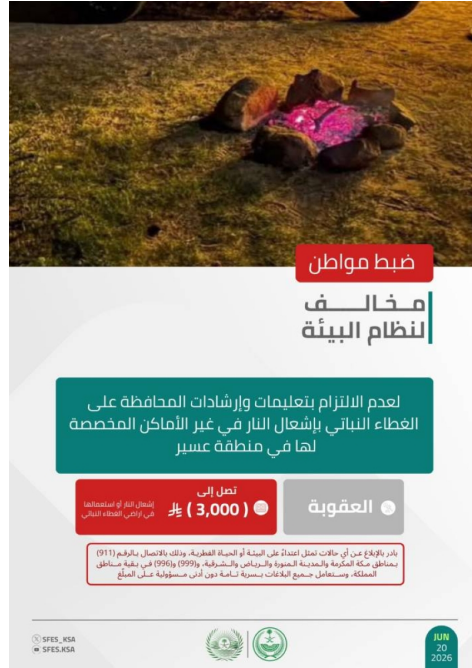 ضبط مواطن
مخالف
لنظام البيئة
لعدم الالتزام بتعليمات وإرشادات المحافظة على
الغطاء النباتي بإشعال النار في غير الأماكن المخصصة
لها في منطقة عسير
العقوبة
تصل إلى
( 3,000 )
إشعال النار أو استعمالها
في اراضي الغطاء النباتي
بادر بالإبلاغ عن أي حالات تمثل اعتداءً على البيئة أو الحياة الفطرية، وذلك بالاتصال بالرقم (911)
بمناطق مكة المكرمة والمدينة المنورة والرياض والشرقية، و(999) و(996) في بقية مناطق
المملكة، وستعامل جميع البلاغات بسرية تامة دون أدنى مسؤولية على المبلّغ
SFES_KSA
SFES.KSA
JUN
20
2026